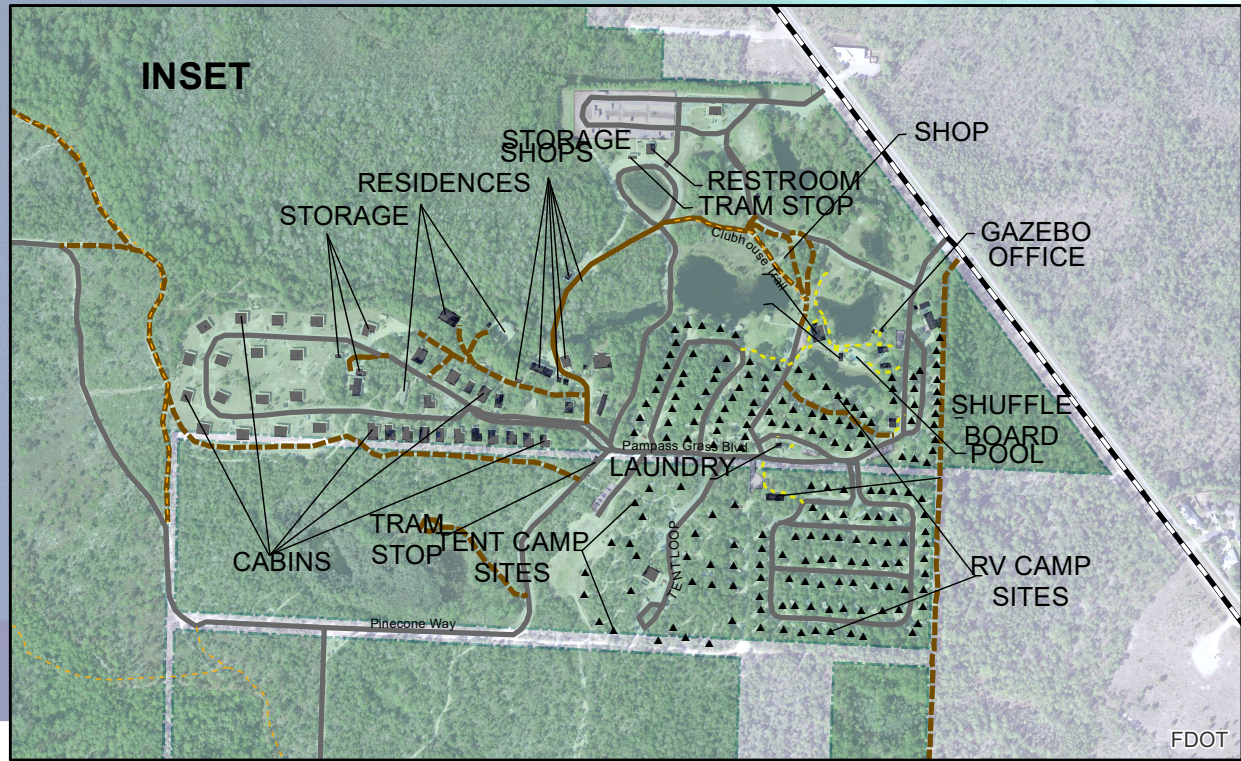 INSET
STORAGE
SHOPS
SHOP
RESIDENCES
RESTROOM
TRAM STOP
STORAGE
Clubhouse Trail
GAZEBO
OFFICE
SHUFFLE
BOARD
POOL
Pampass Grass Blvd
LAUNDRY
TRAM
STOP
TENT CAMP
SITES
CABINS
TENT LOOP
RV CAMP
SITES
Pinecone Way
FDOT